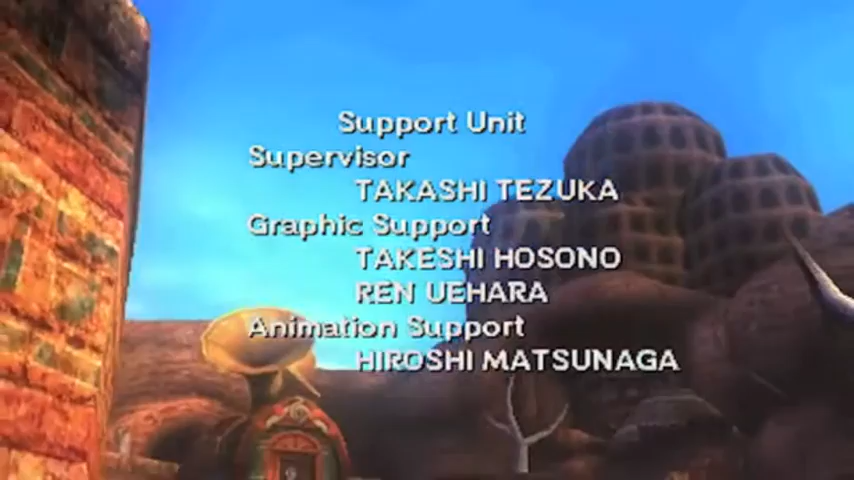 Support Unit
Supervisor
TAKASHI TEZUKA
Graphic Support
TAKESHI HOSONO
REN UEHARA
Animation Support
HIROSHI MATSUNAGA